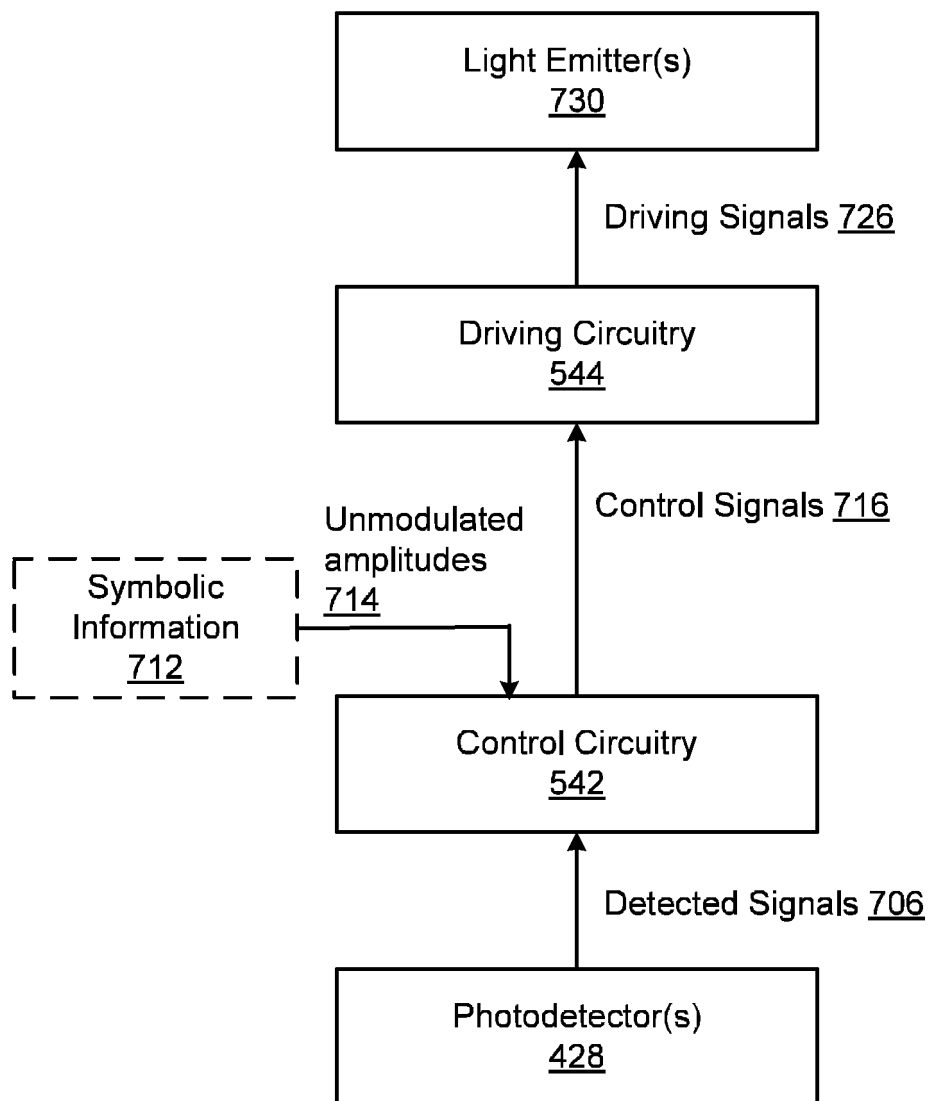 Light Emitter(s)
730
Driving Signals 726
Driving Circuitry
544
Control Signals 716
Unmodulated
amplitudes
714
Symbolic
Information
712
Control Circuitry
542
Detected Signals 706
Photodetector(s)
428